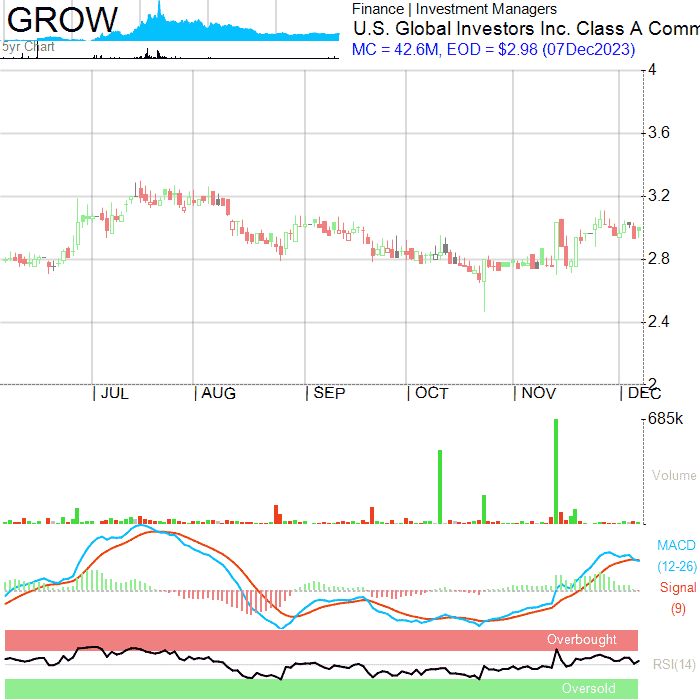 GROW
5yr Chart
Finance | Investment Managers
U.S. Global Investors Inc. Class A Comm
MC = 42.6M, EOD = $2.98 (07Dec2023)
4
3.6
3.2
2.8
2.4
2
| JUL | AUG | SEP | OCT | NOV | DEC
685k
Volume
MACD
(12-26)
Signal
(9)
Overbought
RSI(14)
Oversold